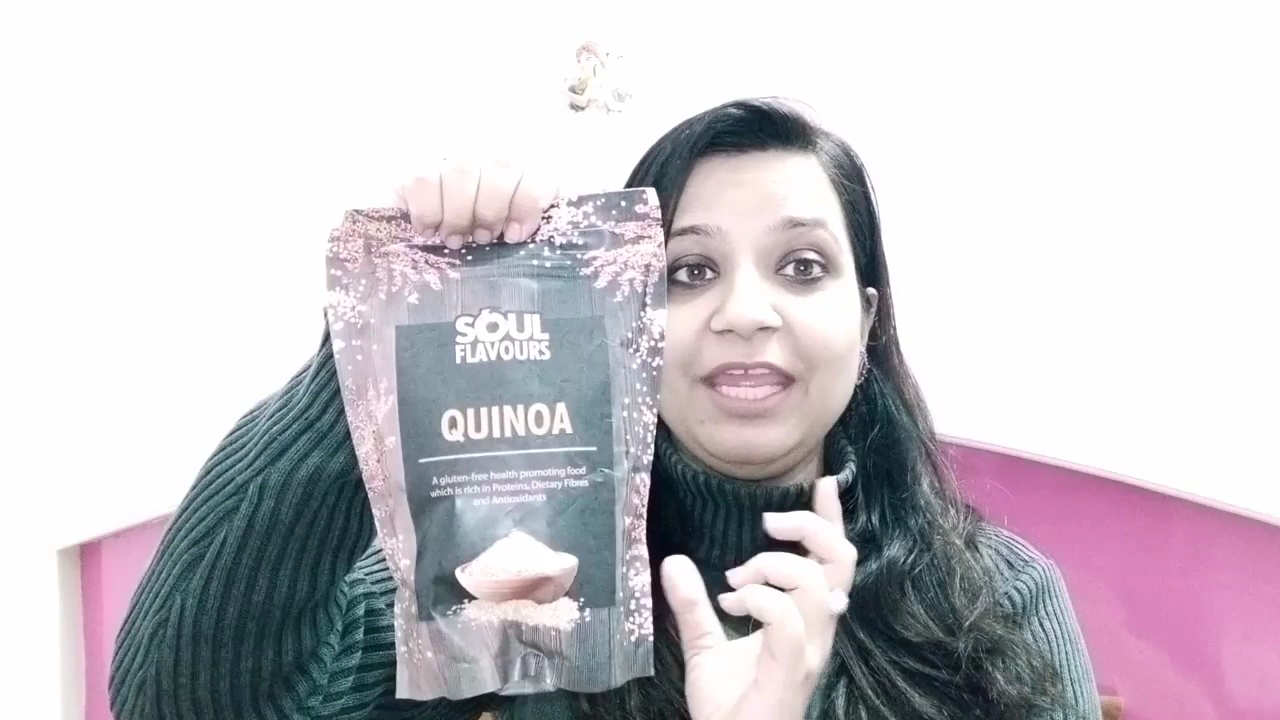 SOUL
FLAVOURS
QUINOA
A gluten-free health promoting food
which is rich in Proteins, Dietary Fibres
and Antioxidants